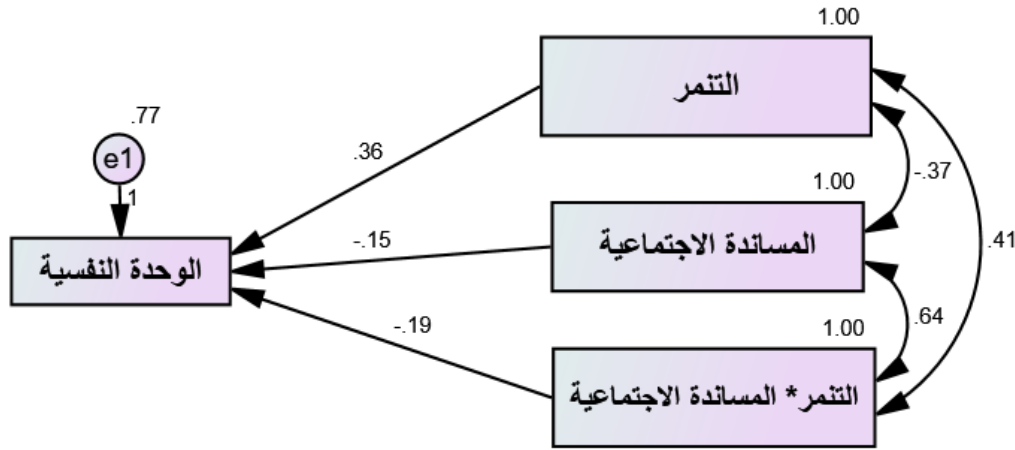 1.00
التنمر
.77
e1
1
.36
-.37
1.00
المساندة الاجتماعية
-.15
.41
الوحدة النفسية
.64
-.19
1.00
التنمر* المساندة الاجتماعية